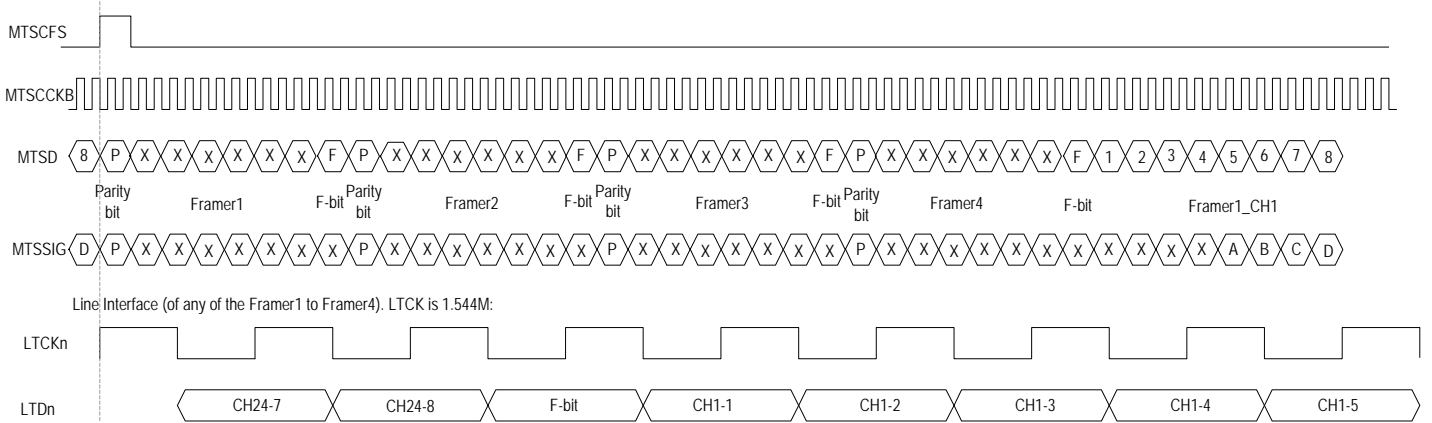 MTSCFS
MTSCCKB
MTSD 8 P X X X X X X F P X X X X X X F P X X X X X X F P X X X X X X F 1 2 3 4 5 6 7 8
Parity bit Framer1 F-bit Parity bit Framer2 F-bit Parity bit Framer3 F-bit Parity bit Framer4 F-bit Framer1_CH1
MTSSIG D P X X X X X X X P X X X X X X X P X X X X X X X P X X X X X X X X X X X A B C D
Line Interface (of any of the Framer1 to Framer4). LTCK is 1.544M:
LTCKn
LTDn CH24-7 CH24-8 F-bit CH1-1 CH1-2 CH1-3 CH1-4 CH1-5